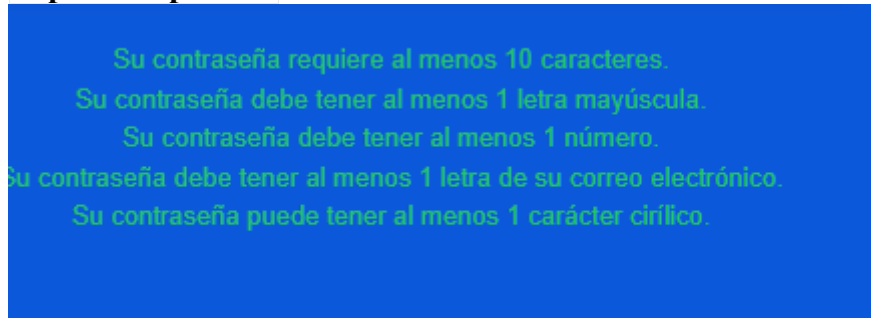 Su contraseña requiere al menos 10 caracteres.
Su contraseña debe tener al menos 1 letra mayúscula.
Su contraseña debe tener al menos 1 número.
Su contraseña debe tener al menos 1 letra de su correo electrónico.
Su contraseña puede tener al menos 1 carácter cirílico.